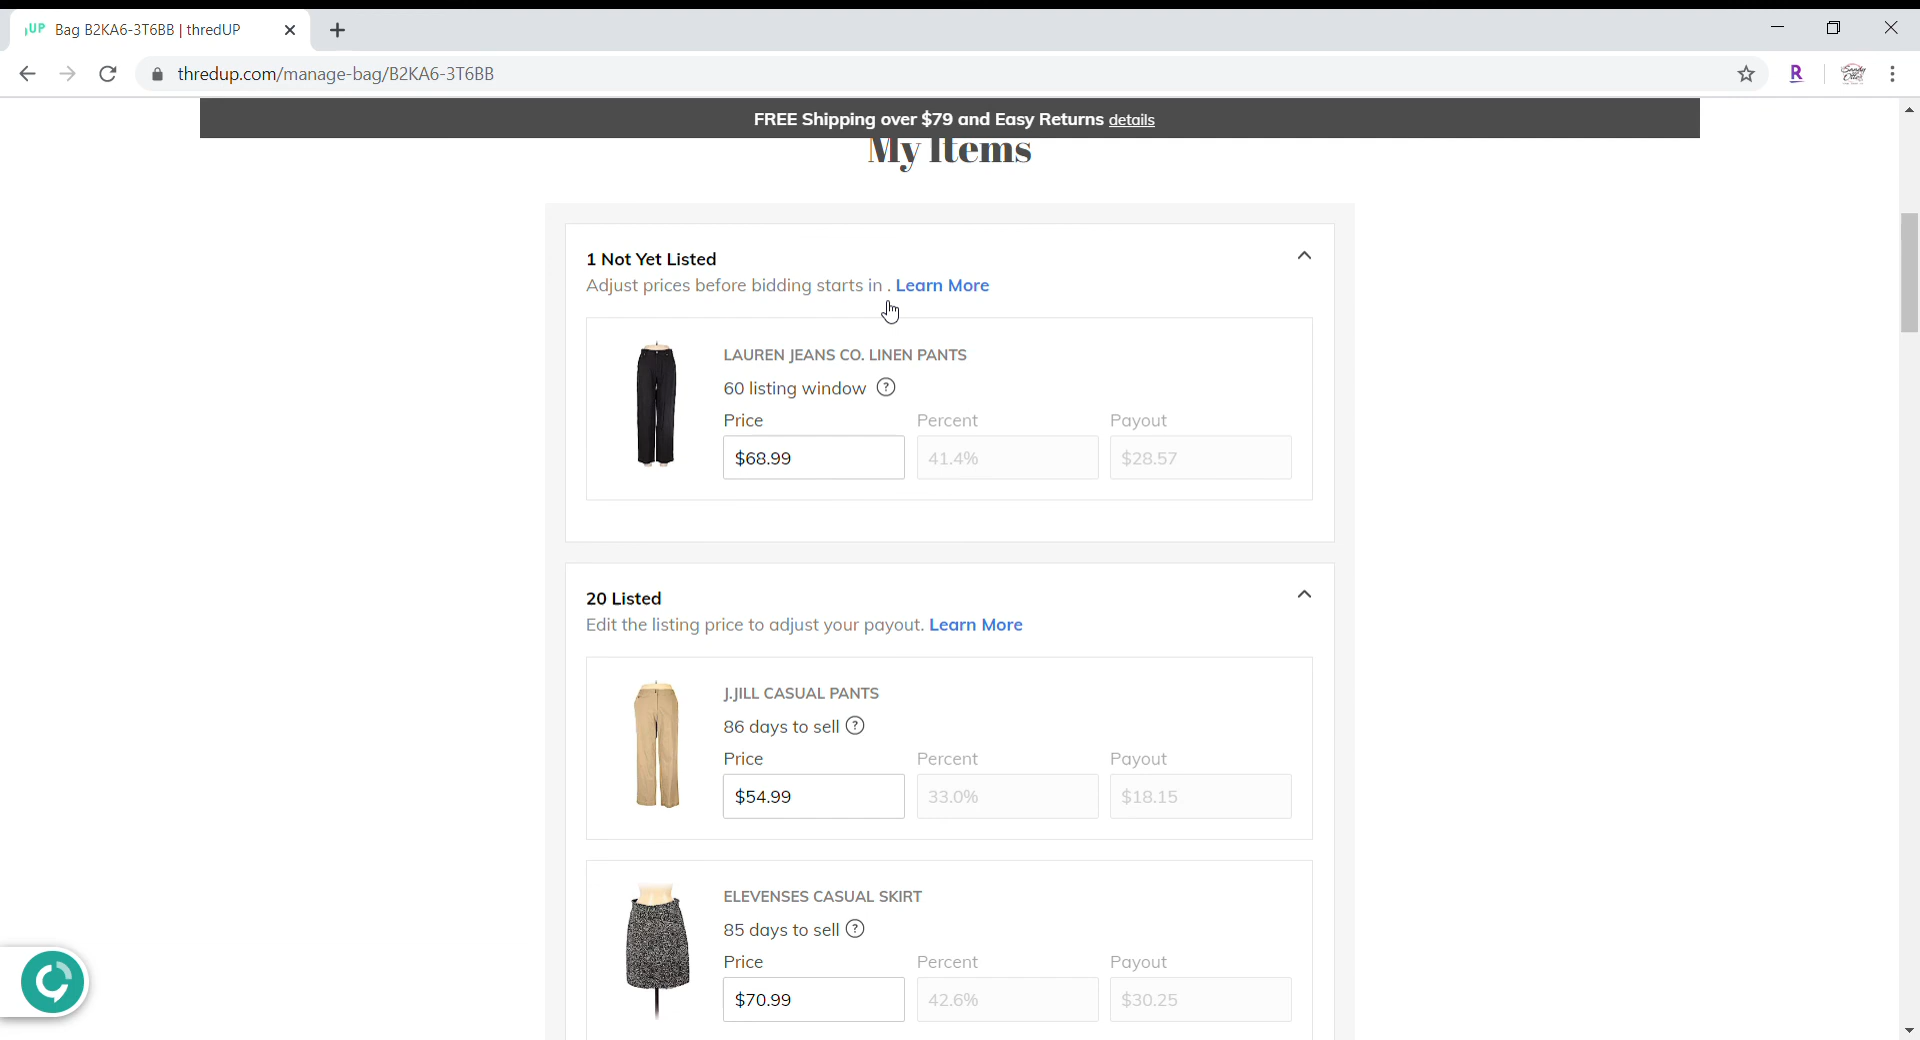 UP Bag B2KA6-3T6BB | thredUP
thredup.com/manage-bag/B2KA6-3T6BB
R
FREE Shipping over $79 and Easy Returns details
My Items
1 Not Yet Listed
Adjust prices before bidding starts in . Learn More
LAUREN JEANS CO. LINEN PANTS
60 listing window ?
Price Percent Payout
$68.99 41.4% $28.57
20 Listed
Edit the listing price to adjust your payout. Learn More
J.JILL CASUAL PANTS
86 days to sell ?
Price Percent Payout
$54.99 33.0% $18.15
ELEVENSES CASUAL SKIRT
85 days to sell ?
Price Percent Payout
$70.99 42.6% $30.25